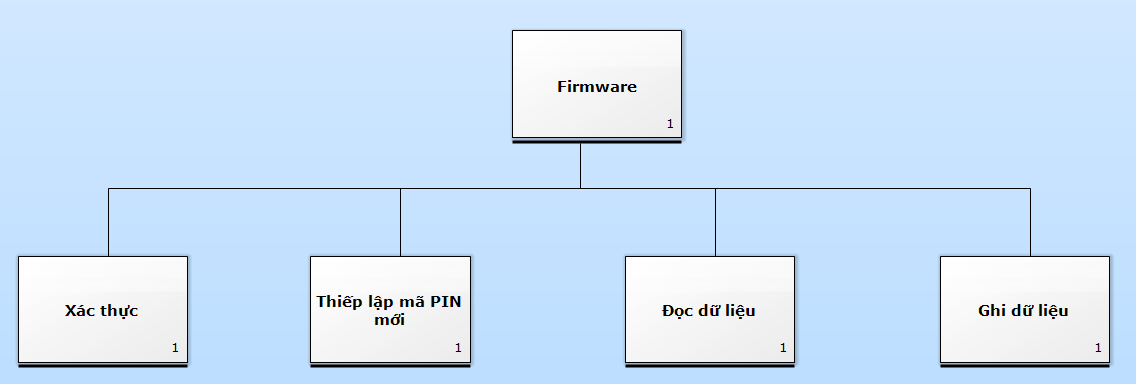 Firmware
1
Xác thực
1
Thiếp lập mã PIN
mới
1
Đọc dữ liệu
1
Ghi dữ liệu
1